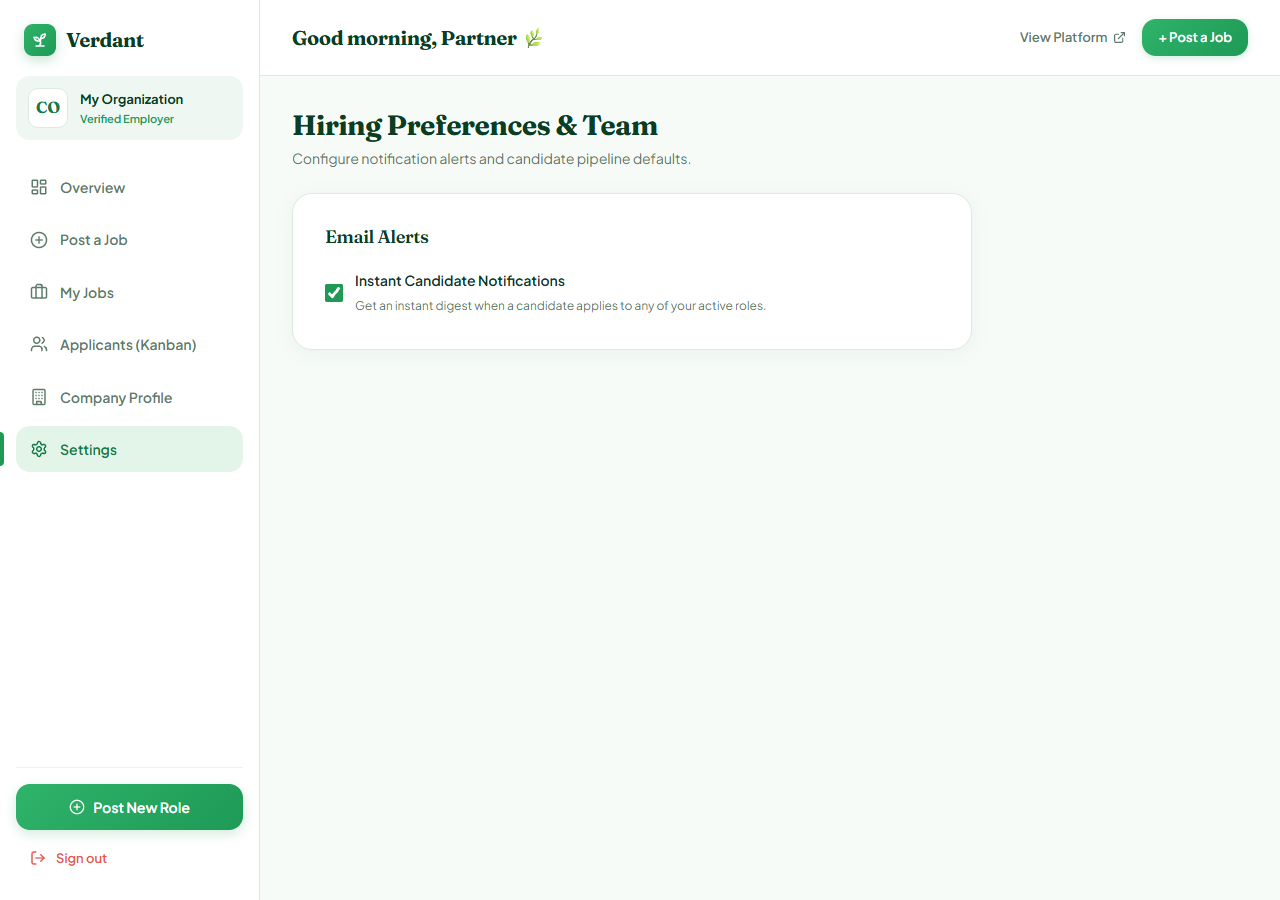 Verdant
CO
My Organization
Verified Employer
Overview
Post a Job
My Jobs
Applicants (Kanban)
Company Profile
Settings
Post New Role
Sign out
Good morning, Partner 🌿
View Platform
+ Post a Job
Hiring Preferences & Team
Configure notification alerts and candidate pipeline defaults.
Email Alerts
Instant Candidate Notifications
Get an instant digest when a candidate applies to any of your active roles.